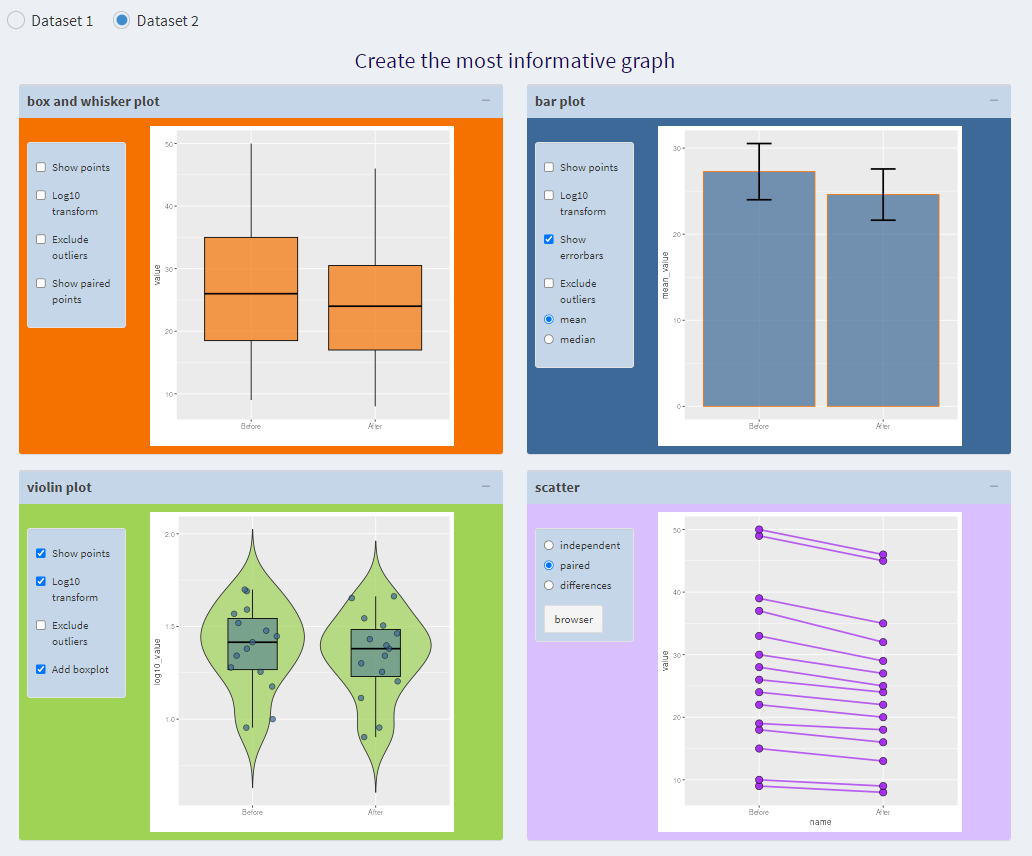 Dataset 1 Dataset 2
Create the most informative graph
box and whisker plot
Show points
Log10
transform
Exclude
outliers
Show paired
points
value
50
40
30
20
10
Before After
bar plot
Show points
Log10
transform
Show
errorbars
Exclude
outliers
mean
median
mean_value
30
20
10
0
Before After
violin plot
Show points
Log10
transform
Exclude
outliers
Add boxplot
log10_value
2.0
1.5
1.0
Before After
scatter
independent
paired
differences
browser
value
50
40
30
20
10
Before After
name